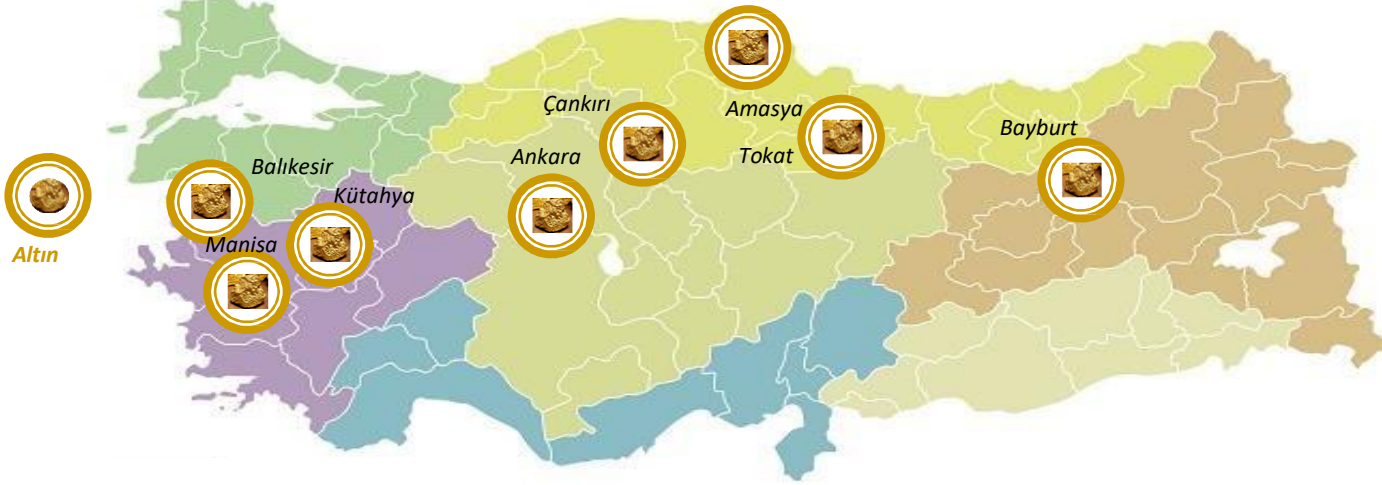 Çankırı
Amasya
Bayburt
Ankara
Tokat
Balıkesir
Kütahya
Manisa
Altın